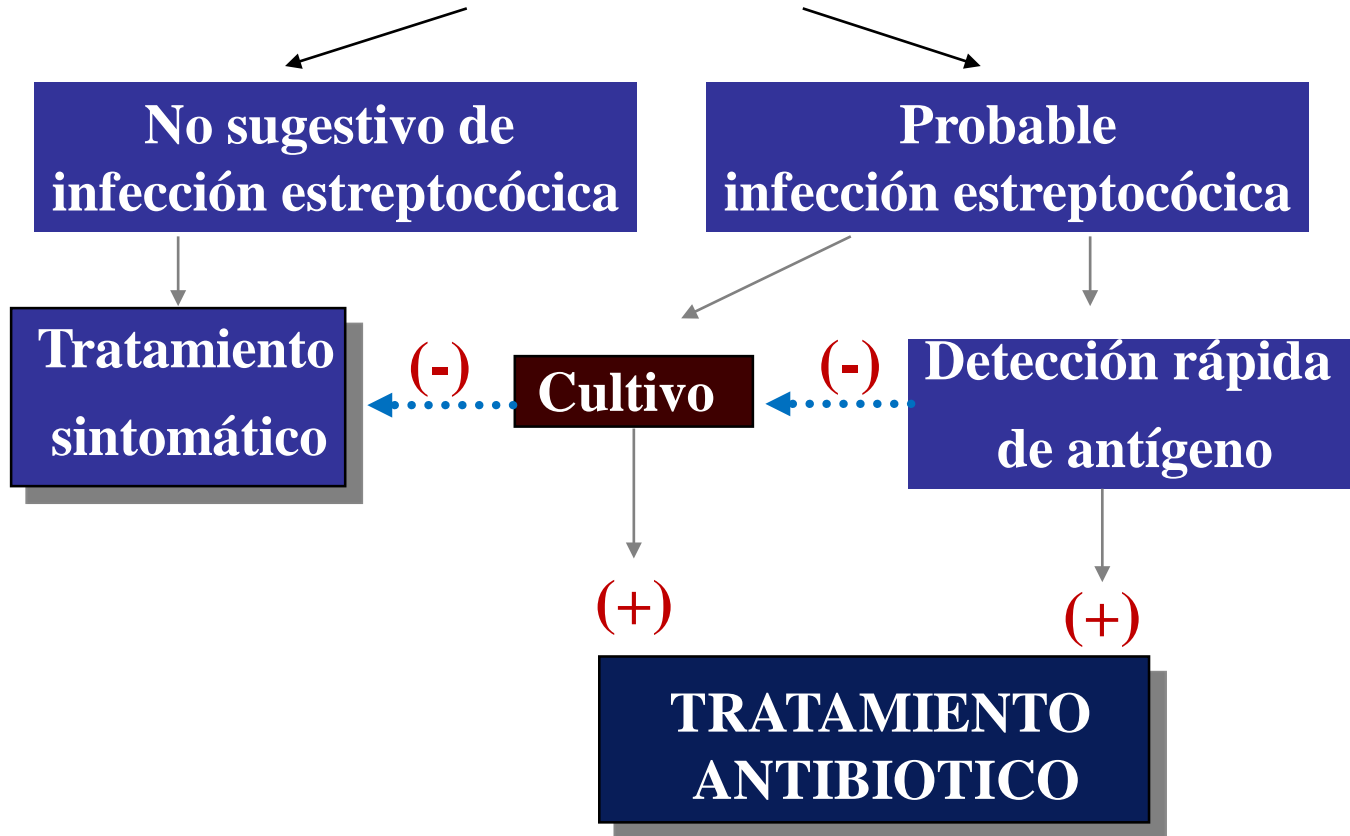 No sugestivo de
infección estreptocócica
Probable
infección estreptocócica
Tratamiento
sintomático
(-)
Cultivo
(-)
Detección rápida
de antígeno
(+)
(+)
TRATAMIENTO
ANTIBIOTICO